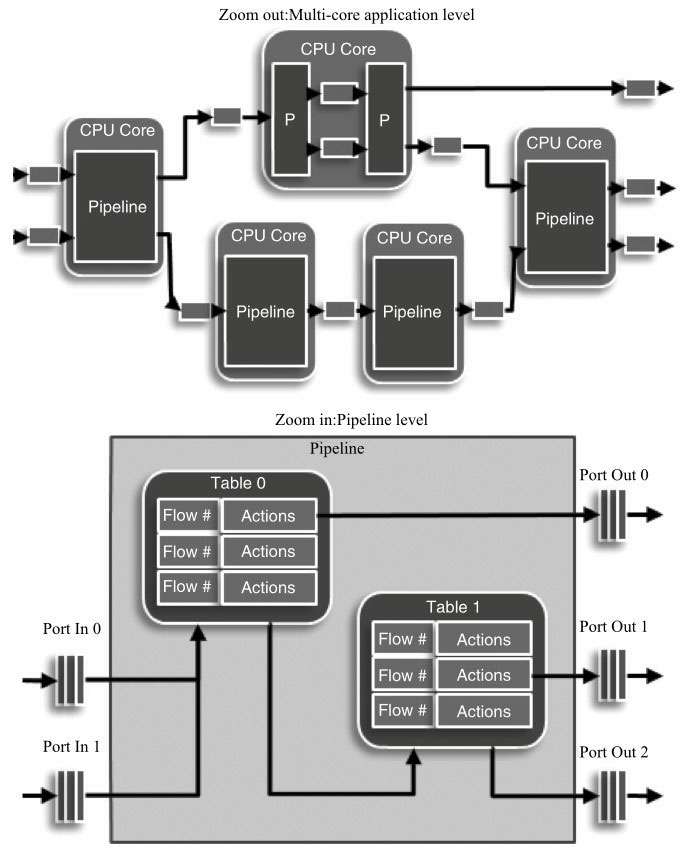 Zoom out:Multi-core application level
CPU Core
P
P
CPU Core
Pipeline
CPU Core
Pipeline
CPU Core
Pipeline
CPU Core
Pipeline
Zoom in:Pipeline level
Pipeline
Table 0
Flow # Actions
Flow # Actions
Flow # Actions
Port Out 0
Table 1
Flow # Actions
Flow # Actions
Flow # Actions
Port In 0
Port Out 1
Port In 1
Port Out 2